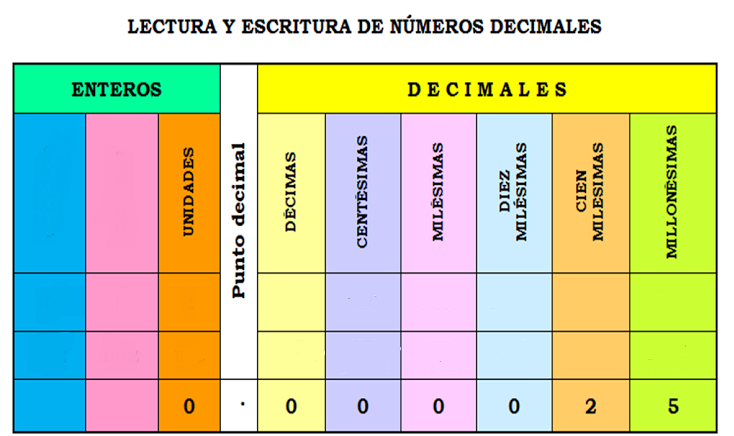 LECTURA Y ESCRITURA DE NÚMEROS DECIMALES
ENTEROS
DECIMALES
UNIDADES
Punto decimal
DÉCIMAS
CENTÉSIMAS
MILÉSIMAS
DIEZ
MILÉSIMAS
CIEN
MILESIMAS
MILLONÉSIMAS
0 . 0 0 0 0 2 5